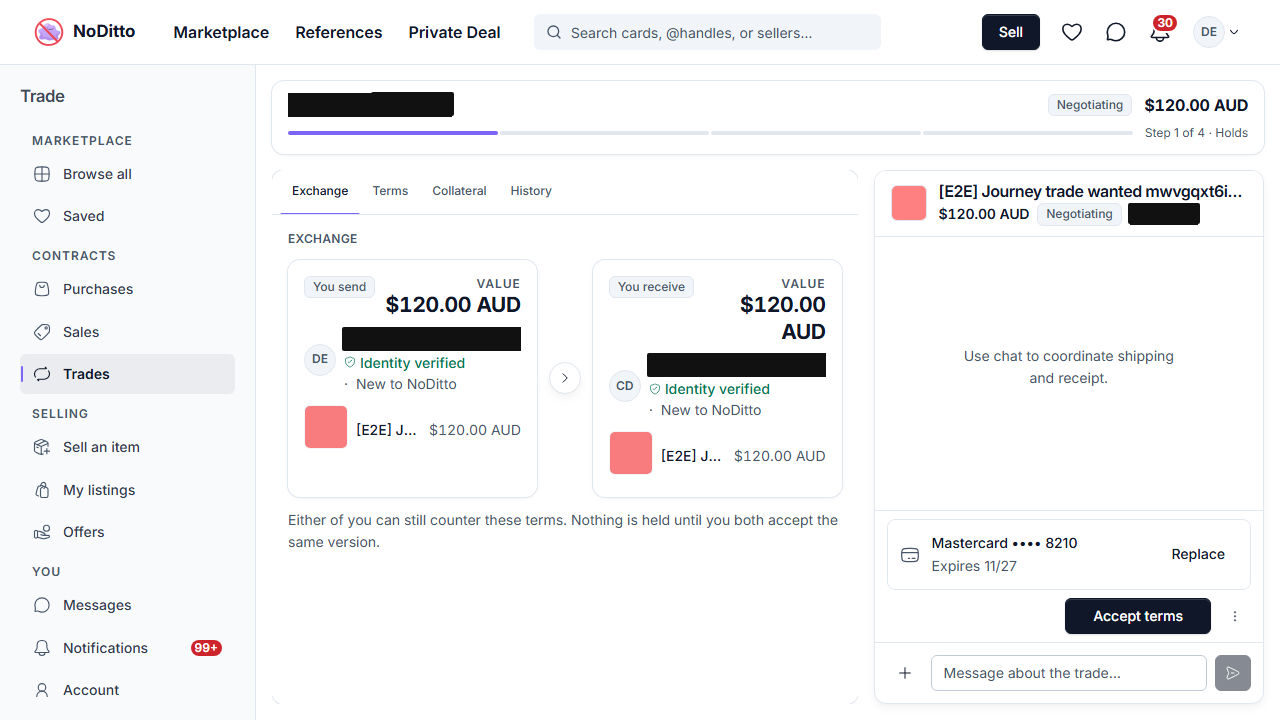 NoDitto
Marketplace
References
Private Deal
Search cards, @handles, or sellers...
Sell
30
DE
Trade
MARKETPLACE
Browse all
Saved
CONTRACTS
Purchases
Sales
Trades
SELLING
Sell an item
My listings
Offers
YOU
Messages
Notifications
99+
Account
Negotiating
$120.00 AUD
Step 1 of 4 · Holds
Exchange
Terms
Collateral
History
EXCHANGE
You send
VALUE
$120.00 AUD
DE
Identity verified
· New to NoDitto
[E2E] J...
$120.00 AUD
You receive
VALUE
$120.00
AUD
CD
Identity verified
· New to NoDitto
[E2E] J...
$120.00 AUD
Either of you can still counter these terms. Nothing is held until you both accept the
same version.
[E2E] Journey trade wanted mwvgqxt6i...
$120.00 AUD
Negotiating
Use chat to coordinate shipping
and receipt.
Mastercard •••• 8210
Expires 11/27
Replace
Accept terms
Message about the trade...